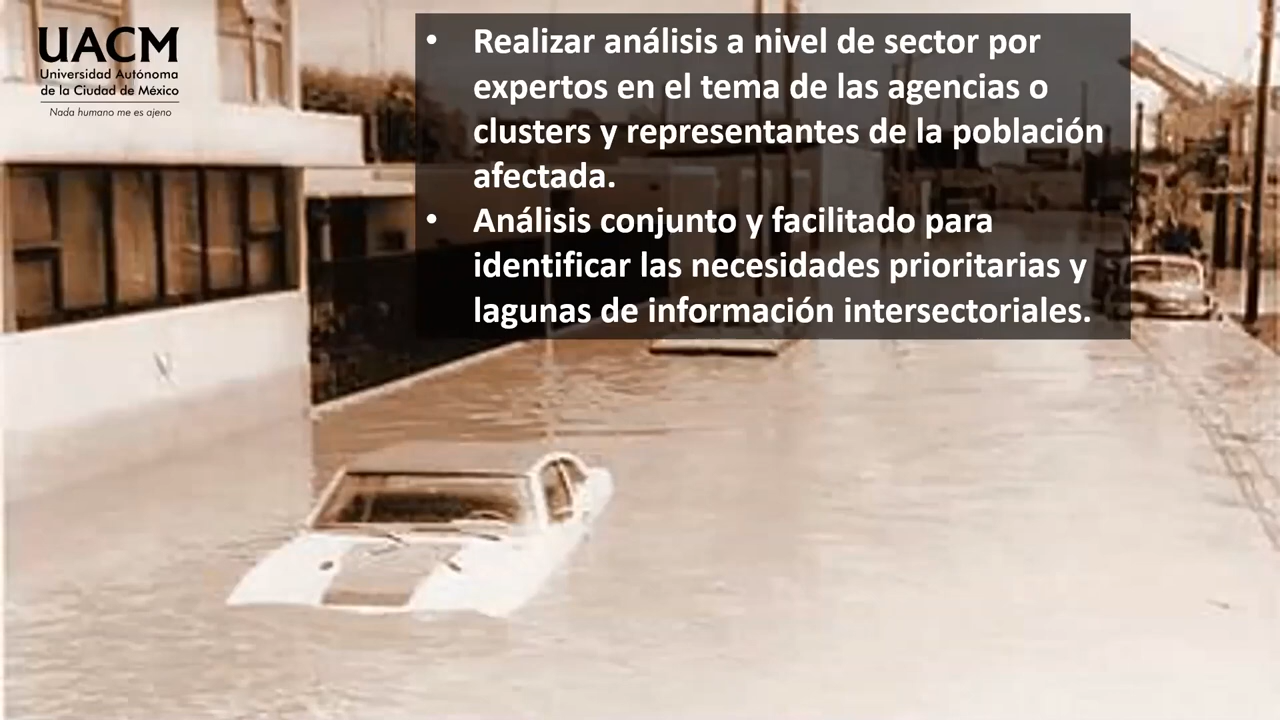 UACM
Universidad Autónoma
de la Ciudad de México
Nada humano me es ajeno
• Realizar análisis a nivel de sector por
expertos en el tema de las agencias o
clusters y representantes de la población
afectada.
• Análisis conjunto y facilitado para
identificar las necesidades prioritarias y
lagunas de información intersectoriales.